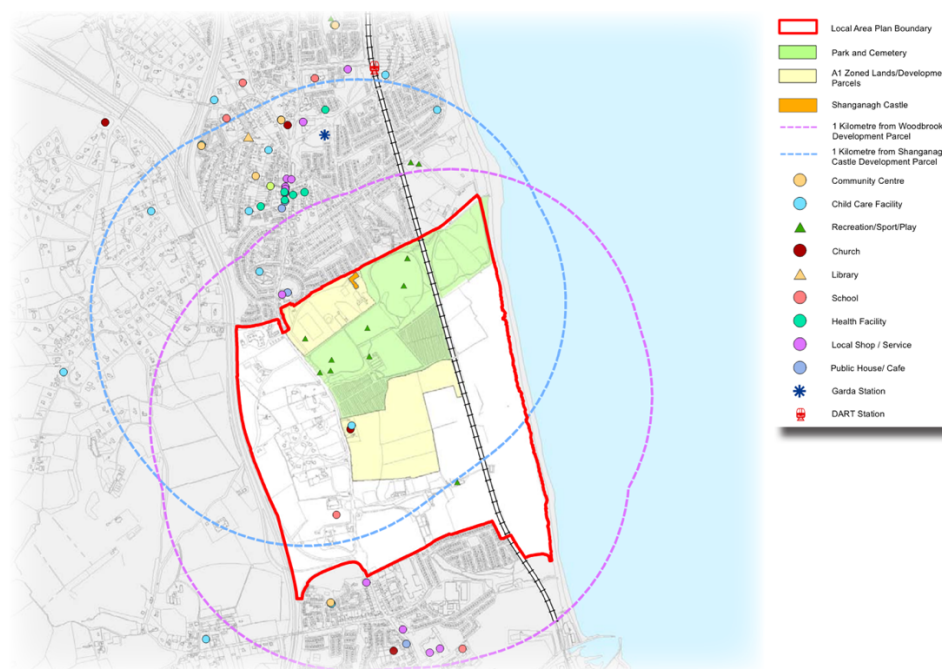 Local Area Plan Boundary
Park and Cemetery
A1 Zoned Lands/Developme
Parcels
Shanganagh Castle
1 Kilometre from Woodbrook
Development Parcel
1 Kilometre from Shanganag
Castle Development Parcel
Community Centre
Child Care Facility
Recreation/Sport/Play
Church
Library
School
Health Facility
Local Shop / Service
Public House/ Cafe
Garda Station
DART Station